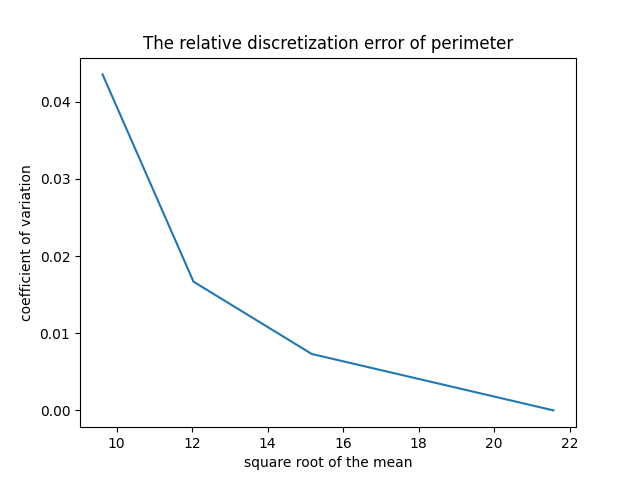 The relative discretization error of perimeter
coefficient of variation
0.04
0.03
0.02
0.01
0.00
10 12 14 16 18 20 22
square root of the mean